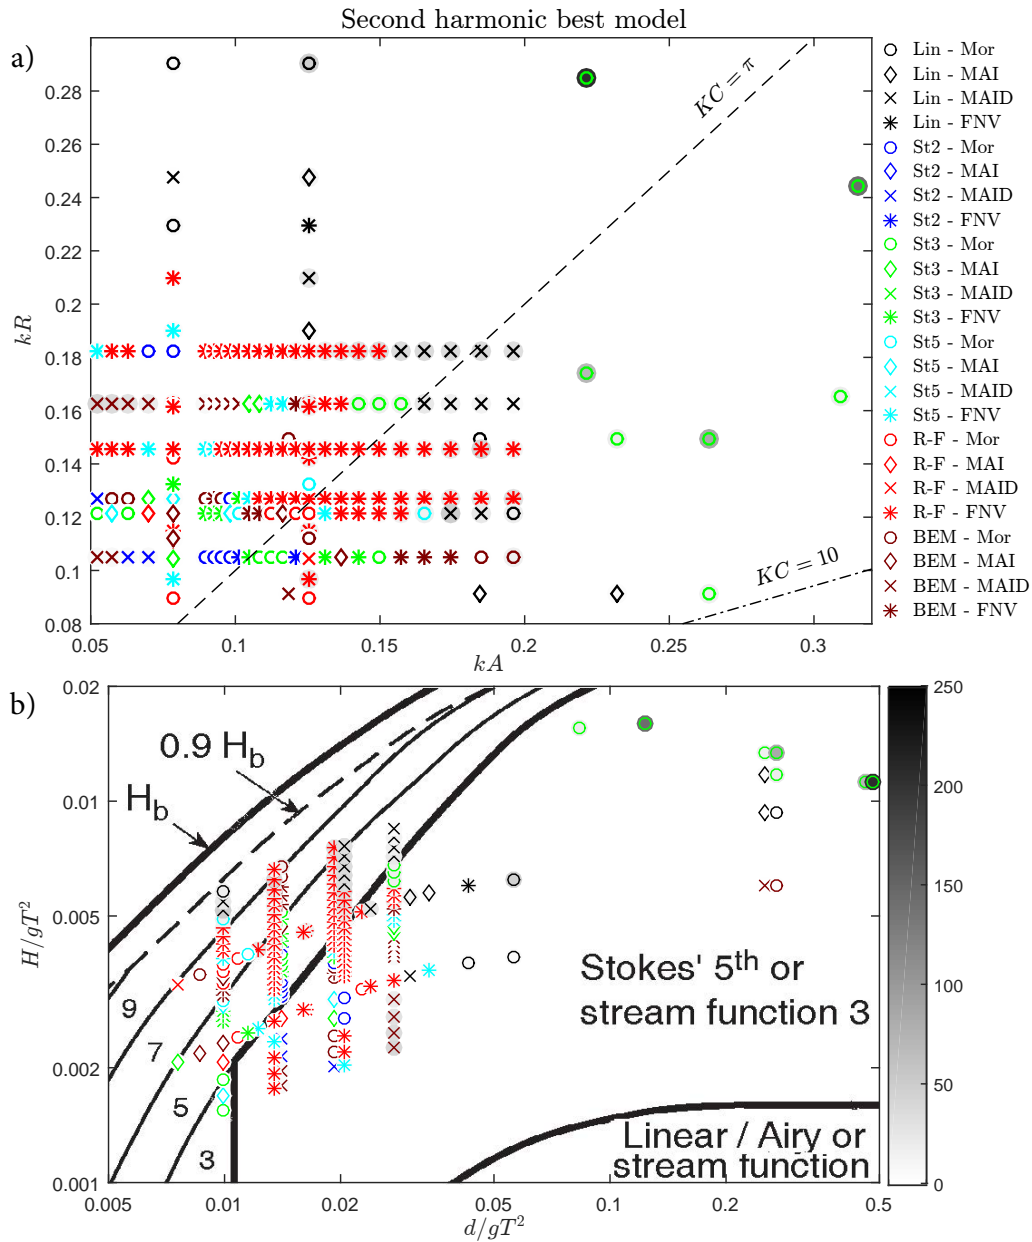 Second harmonic best model
a)
kR
0.28
0.26
0.24
0.22
0.2
0.18
0.16
0.14
0.12
0.1
0.08
0.05
0.1
0.15
0.2
0.25
0.3
kA
KC = π
KC = 10
Lin - Mor
Lin - MAI
Lin - MAID
Lin - FNV
St2 - Mor
St2 - MAI
St2 - MAID
St2 - FNV
St3 - Mor
St3 - MAI
St3 - MAID
St3 - FNV
St5 - Mor
St5 - MAI
St5 - MAID
St5 - FNV
R-F - Mor
R-F - MAI
R-F - MAID
R-F - FNV
BEM - Mor
BEM - MAI
BEM - MAID
BEM - FNV
b)
H/gT²
0.02
0.01
0.005
0.002
0.001
0.005
0.01
0.02
0.05
0.1
0.2
0.5
d/gT²
0.9 H_b
H_b
9
7
5
3
Stokes' 5th or
stream function 3
Linear / Airy or
stream function
250
200
150
100
50
0